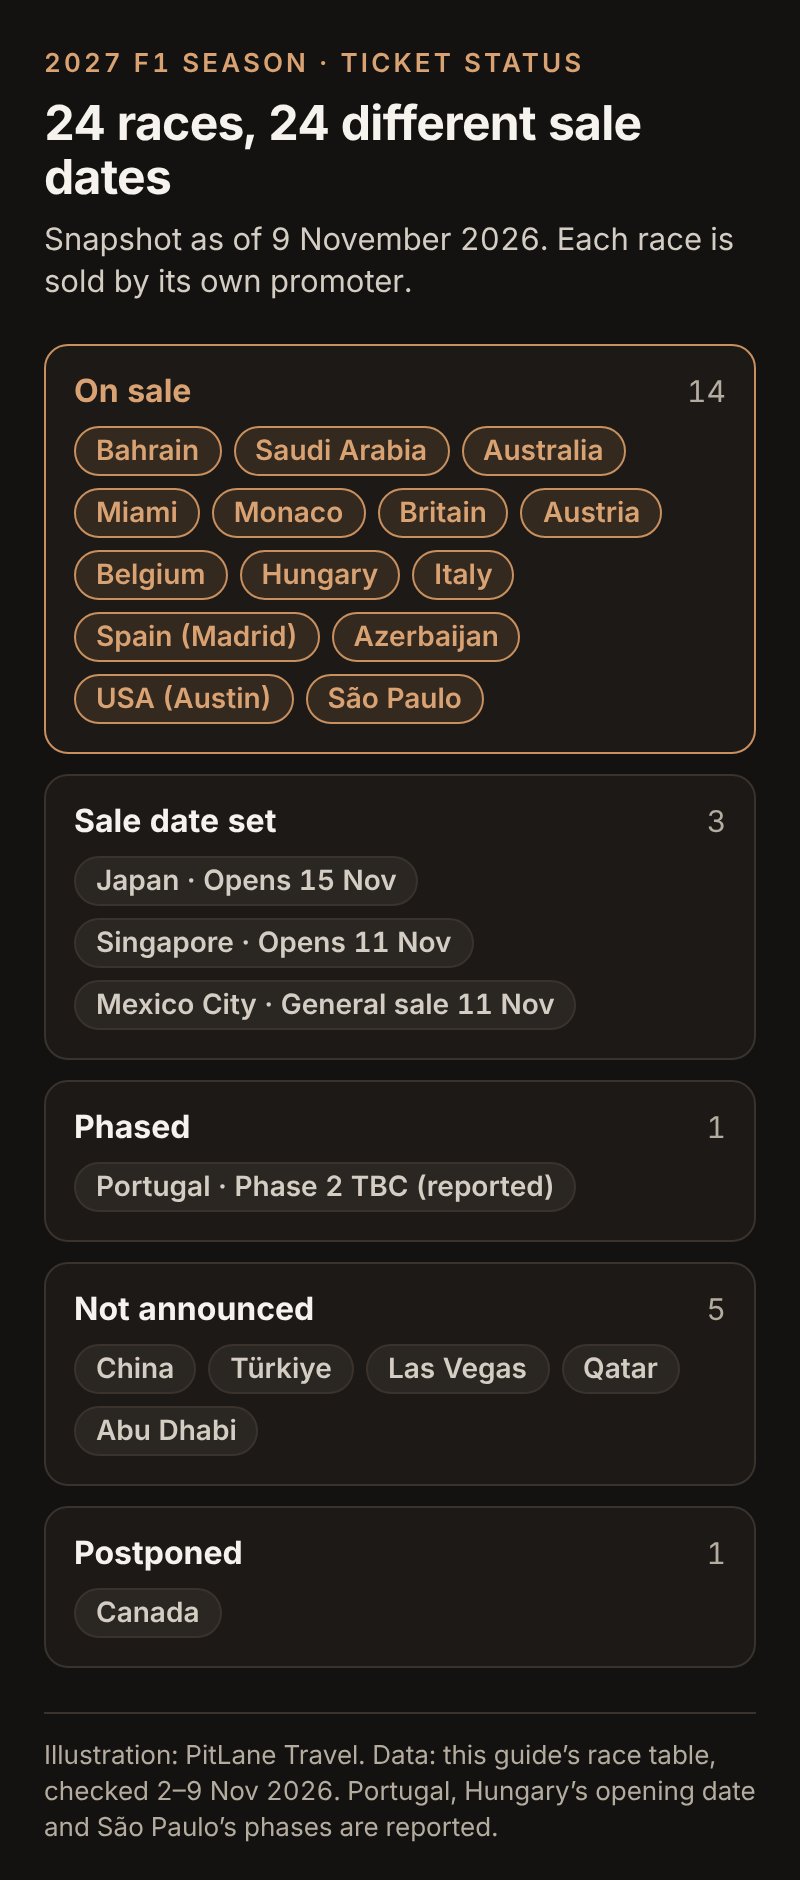 2027 F1 SEASON · TICKET STATUS
24 races, 24 different sale
dates
Snapshot as of 9 November 2026. Each race is
sold by its own promoter.
On sale 14
Bahrain Saudi Arabia Australia
Miami Monaco Britain Austria
Belgium Hungary Italy
Spain (Madrid) Azerbaijan
USA (Austin) São Paulo
Sale date set 3
Japan · Opens 15 Nov
Singapore · Opens 11 Nov
Mexico City · General sale 11 Nov
Phased 1
Portugal · Phase 2 TBC (reported)
Not announced 5
China Türkiye Las Vegas Qatar
Abu Dhabi
Postponed 1
Canada
Illustration: PitLane Travel. Data: this guide’s race table,
checked 2–9 Nov 2026. Portugal, Hungary’s opening date
and São Paulo’s phases are reported.